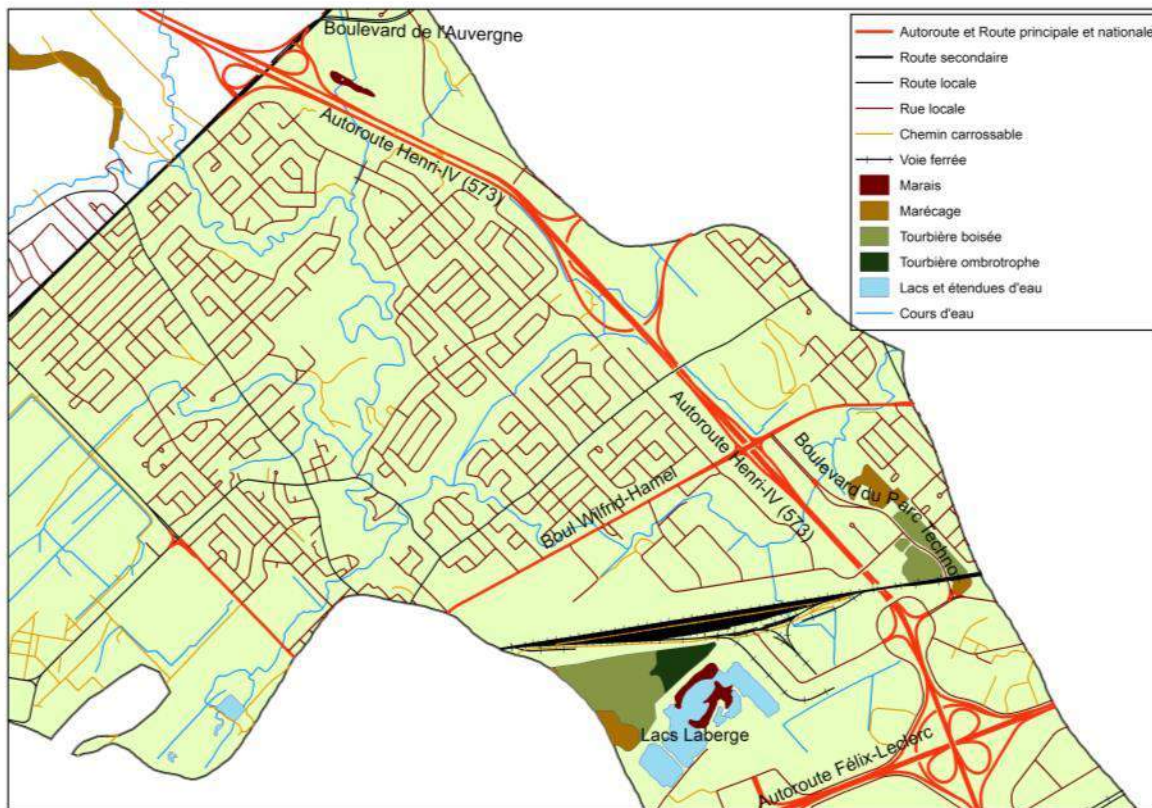 Boulevard de l'Auvergne
Autoroute et Route principale et nationale
Route secondaire
Route locale
Rue locale
Chemin carrossable
Voie ferrée
Marais
Marécage
Tourbière boisée
Tourbière ombrotrophe
Lacs et étendues d'eau
Cours d'eau
Autoroute Henri-IV (573)
Autoroute Henri-IV (573)
Boul Wilfrid-Hamel
Boulevard du Parc Techno
Lacs Laberge
Autoroute Félix-Leclerc